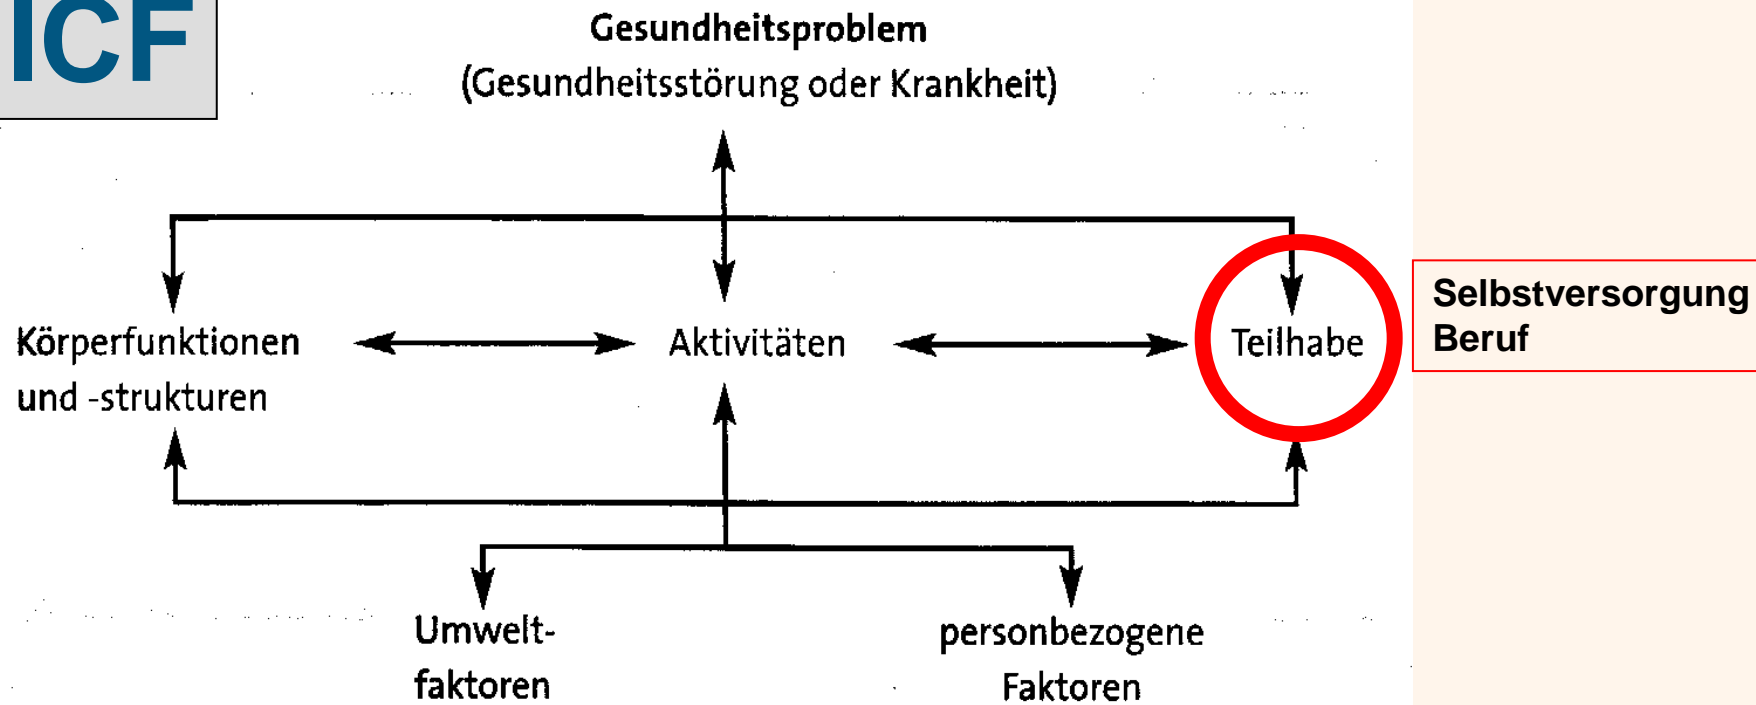 ICF
Gesundheitsproblem
(Gesundheitsstörung oder Krankheit)
Körperfunktionen
und -strukturen
Aktivitäten
Teilhabe
Selbstversorgung
Beruf
Umwelt-
faktoren
personbezogene
Faktoren